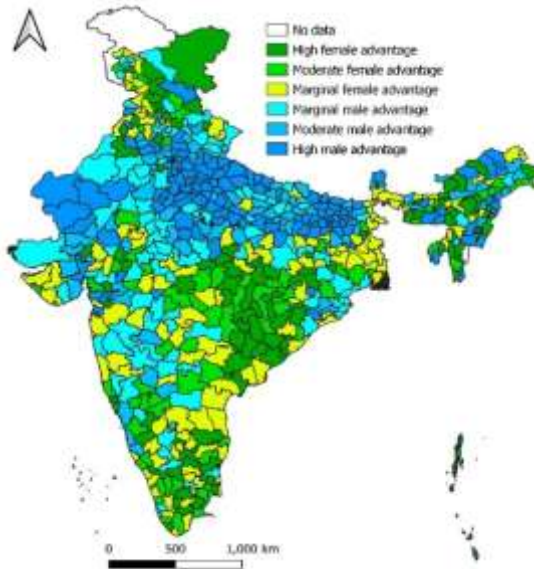 No data
High female advantage
Moderate female advantage
Marginal female advantage
Marginal male advantage
Moderate male advantage
High male advantage
0 500 1,000 km